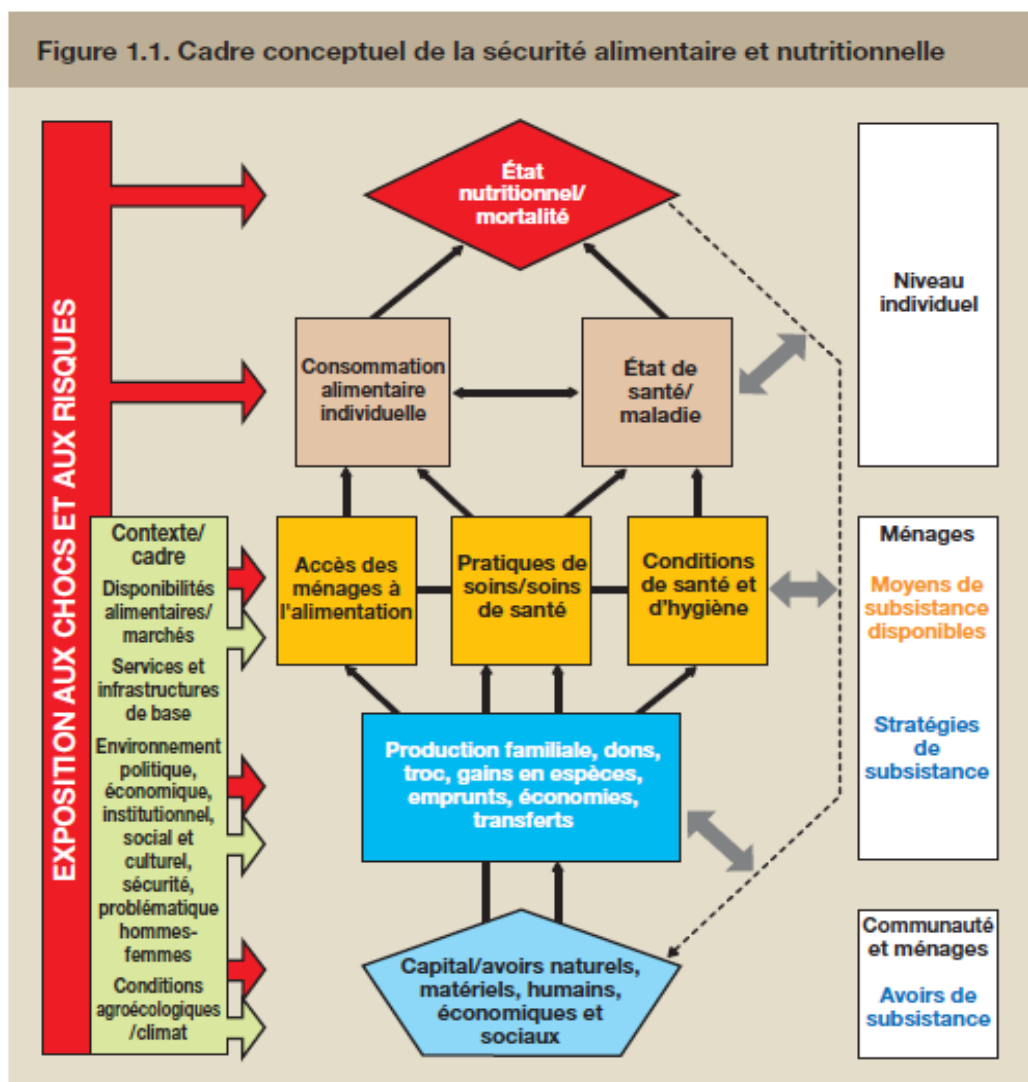 Figure 1.1. Cadre conceptuel de la sécurité alimentaire et nutritionnelle
EXPOSITION AUX CHOCS ET AUX RISQUES
État
nutritionnel/
mortalité
Niveau
individuel
Consommation
alimentaire
individuelle
État de
santé/
maladie
Contexte/
cadre
Disponibilités
alimentaires/
marchés
Services et
infrastructures
de base
Environnement
politique,
économique,
institutionnel,
social et
culturel,
sécurité,
problématique
hommes-
femmes
Conditions
agroécologiques
/climat
Accès des
ménages à
l'alimentation
Pratiques de
soins/soins
de santé
Conditions
de santé et
d'hygiène
Ménages
Moyens de
subsistance
disponibles
Stratégies
de
subsistance
Production familiale, dons,
troc, gains en espèces,
emprunts, économies,
transferts
Capital/avoirs naturels,
matériels, humains,
économiques et
sociaux
Communauté
et ménages
Avoirs de
subsistance